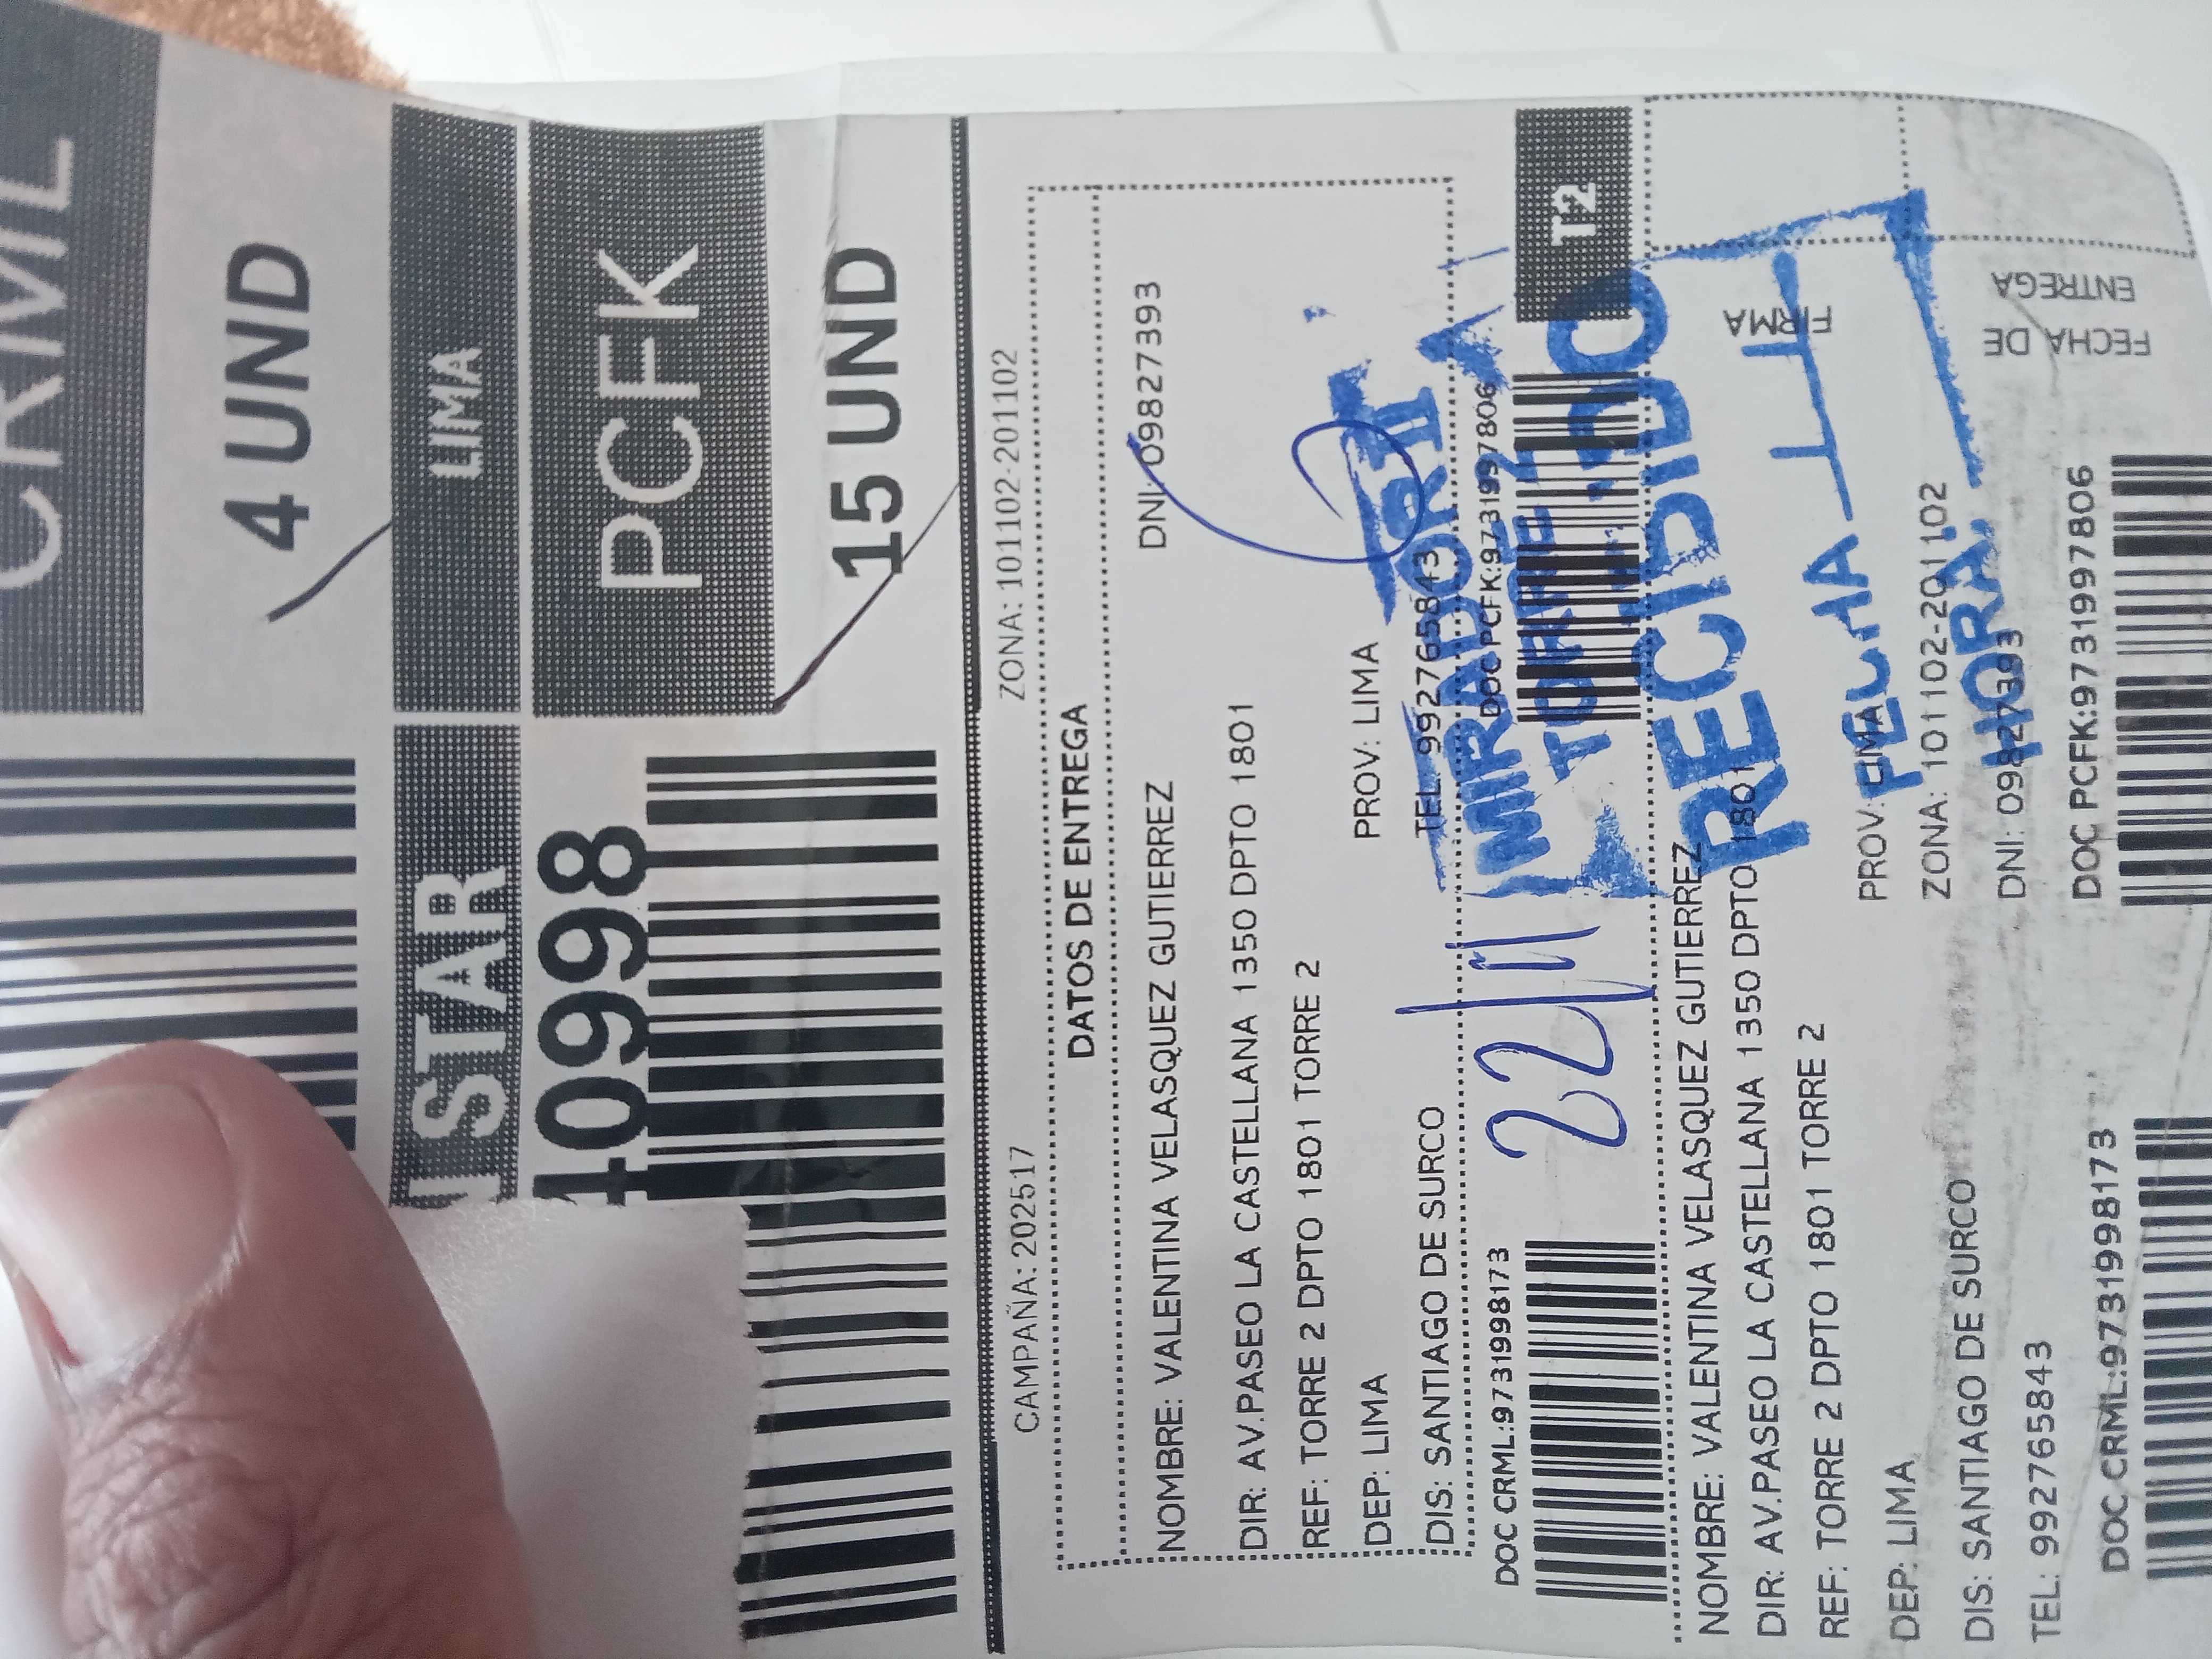 CRML
4 UND
STAR
LIMA
0998
PCFK
15 UND
CAMPAÑA: 202517
ZONA: 101102-201102
DATOS DE ENTREGA
NOMBRE: VALENTINA VELASQUEZ GUTIERREZ
DNI: 09827393
DIR: AV.PASEO LA CASTELLANA 1350 DPTO 1801
REF: TORRE 2 DPTO 1801 TORRE 2
DEP: LIMA
PROV: LIMA
DIS: SANTIAGO DE SURCO
TEL: 992765843
DOC CRML:9731998173
DOC PCFK:9731997806
T2
22/11
MIRADOR II
TORRE 2
RECIBIDO
FECHA
HORA:
NOMBRE: VALENTINA VELASQUEZ GUTIERREZ
DIR: AV.PASEO LA CASTELLANA 1350 DPTO 1801
REF: TORRE 2 DPTO 1801 TORRE 2
FIRMA
DEP: LIMA
PROV: LIMA
DIS: SANTIAGO DE SURCO
ZONA: 101102-201102
TEL: 992765843
DNI: 09827393
FECHA DE
ENTREGA
DOC CRML:9731998173
DOC PCFK:9731997806